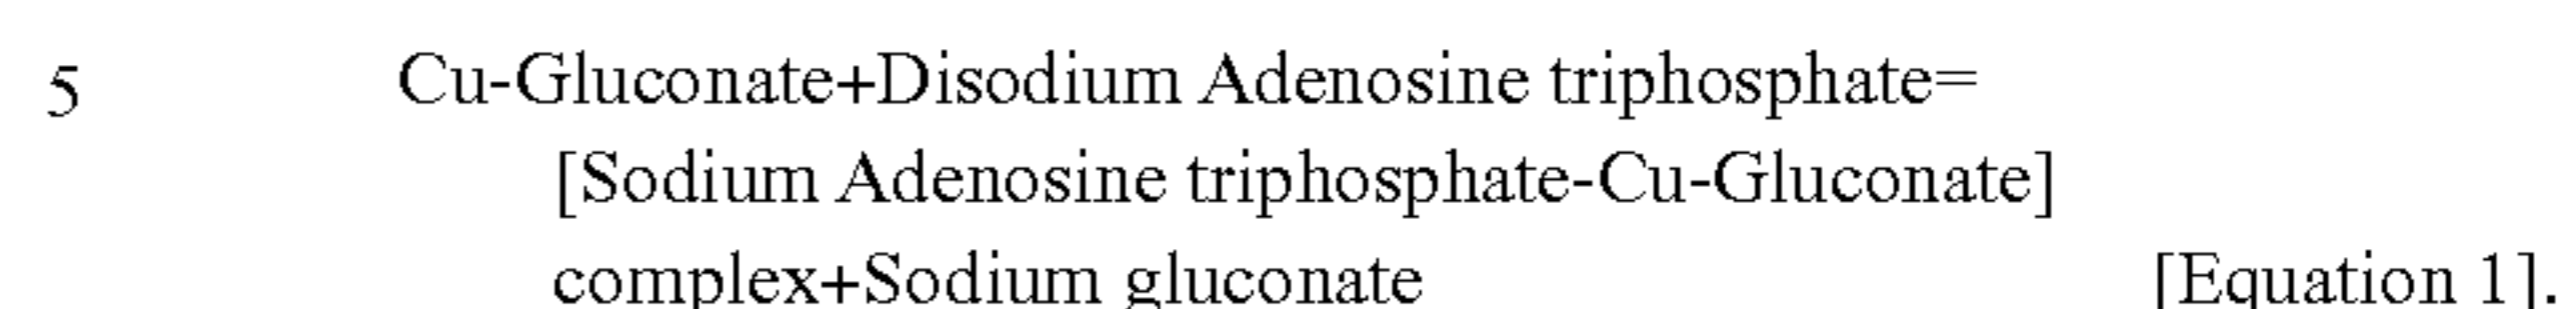 5 Cu-Gluconate+Disodium Adenosine triphosphate=
[Sodium Adenosine triphosphate-Cu-Gluconate]
complex+Sodium gluconate [Equation 1].